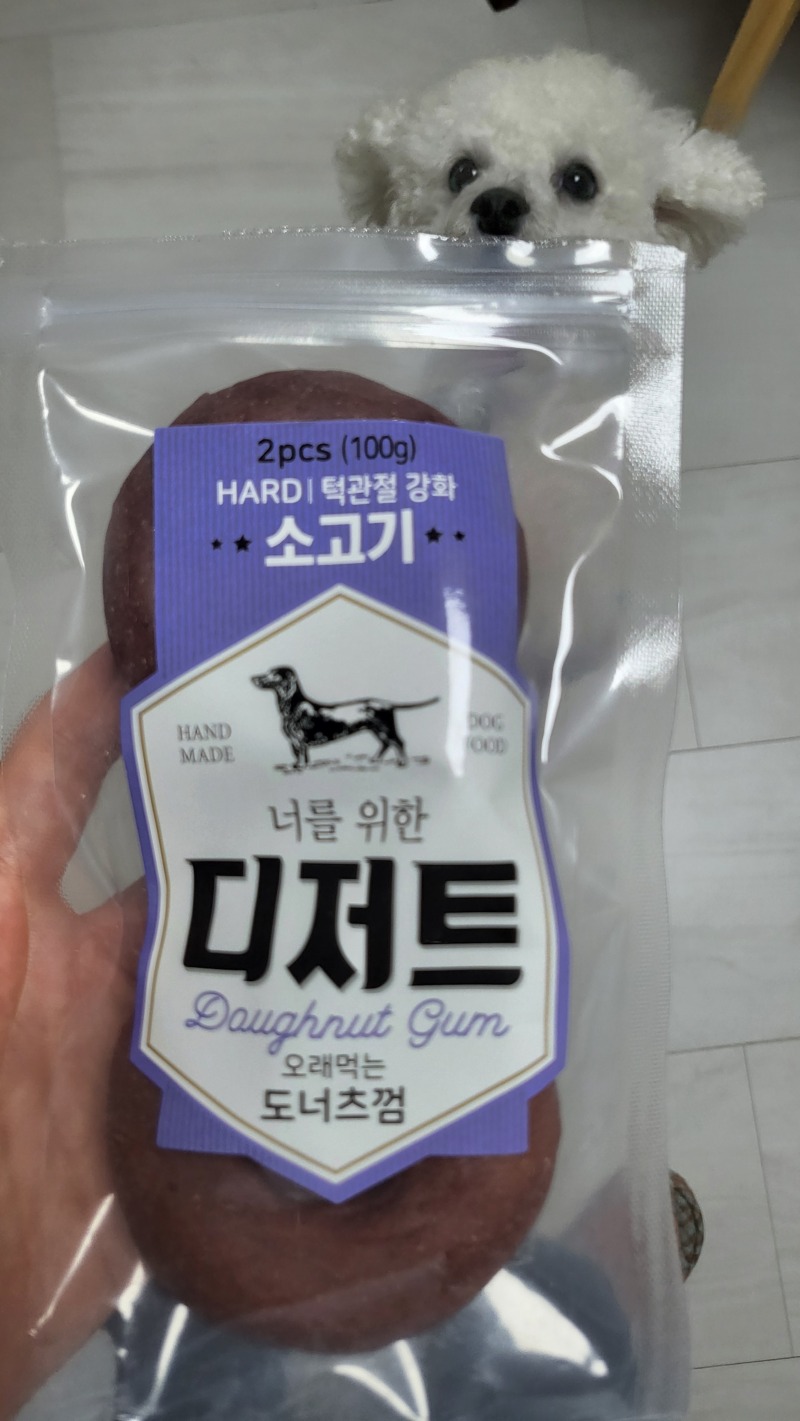 2pcs (100g)
HARD | 턱관절 강화
소고기
HAND MADE
DOG FOOD
너를 위한
디저트
Doughnut Gum
오래먹는
도너츠껌